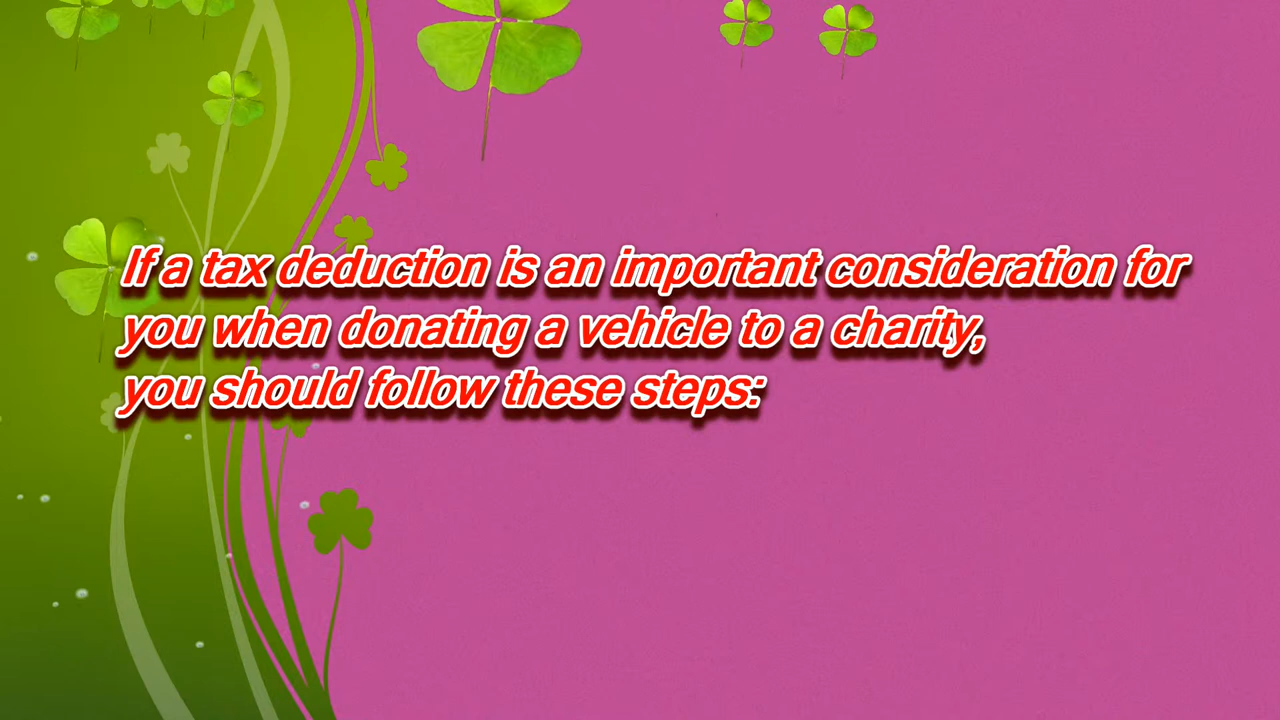 If a tax deduction is an important consideration for
you when donating a vehicle to a charity,
you should follow these steps: